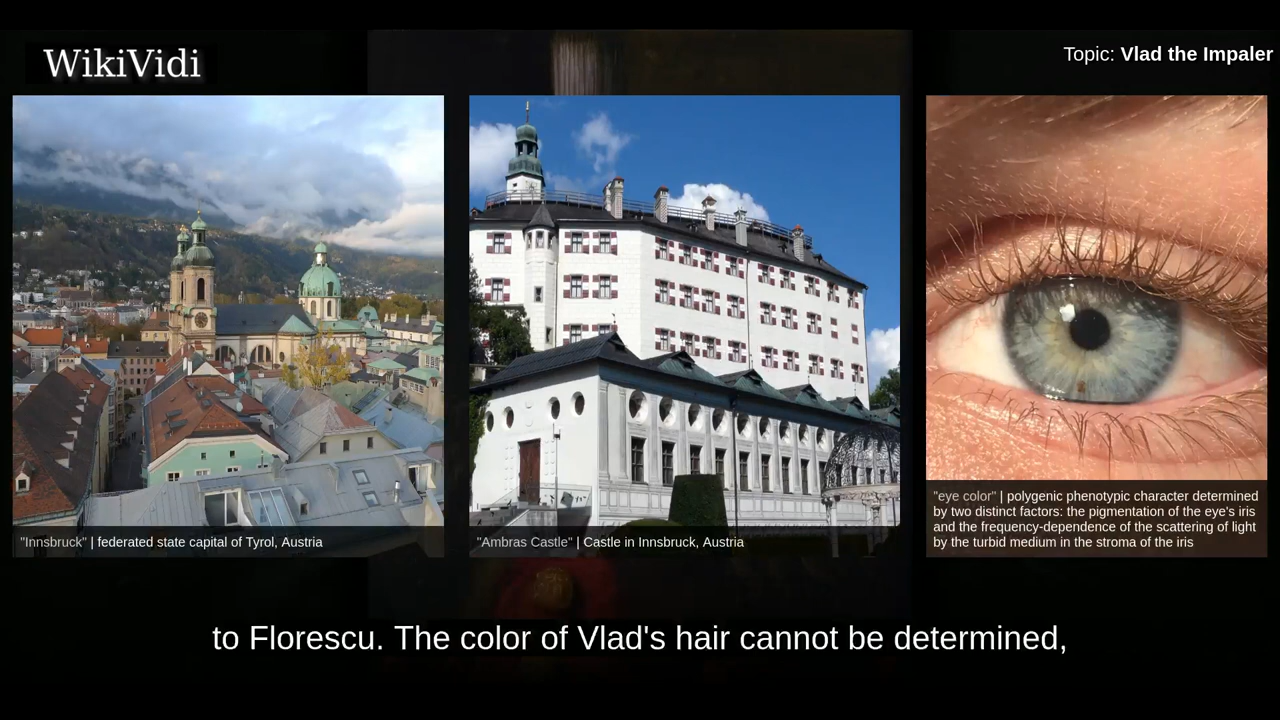 WikiVidi
Topic: Vlad the Impaler
"Innsbruck" | federated state capital of Tyrol, Austria
"Ambras Castle" | Castle in Innsbruck, Austria
"eye color" | polygenic phenotypic character determined
by two distinct factors: the pigmentation of the eye's iris
and the frequency-dependence of the scattering of light
by the turbid medium in the stroma of the iris
to Florescu. The color of Vlad's hair cannot be determined,